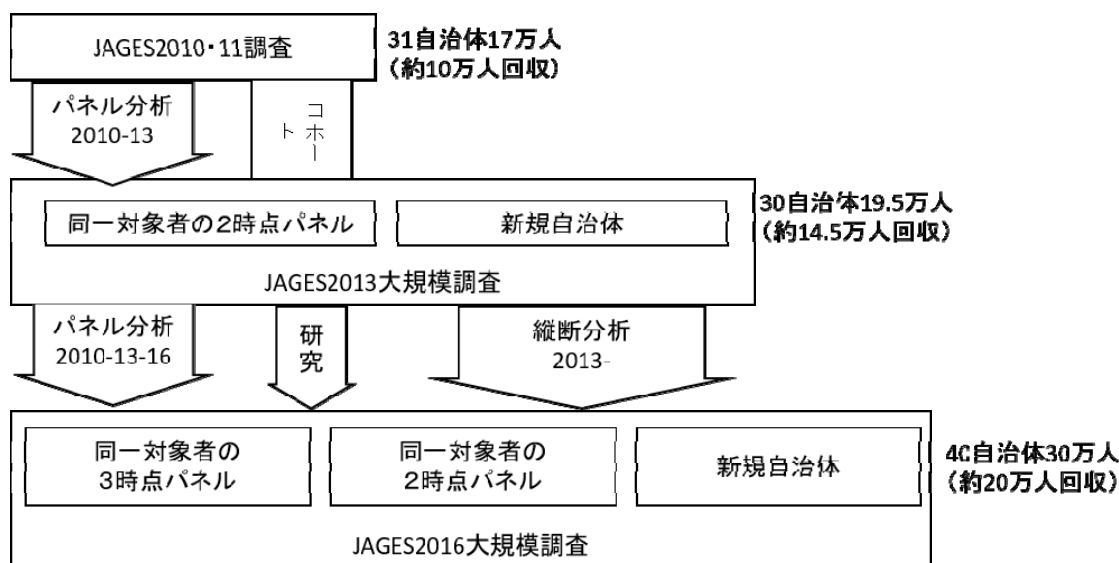 JAGES2010・11調査
31自治体17万人
（約10万人回収）
パネル分析
2010-13
コホート
同一対象者の2時点パネル
新規自治体
JAGES2013大規模調査
30自治体19.5万人
（約14.5万人回収）
パネル分析
2010-13-16
研究
縦断分析
2013-
同一対象者の
3時点パネル
同一対象者の
2時点パネル
新規自治体
JAGES2016大規模調査
40自治体30万人
（約20万人回収）